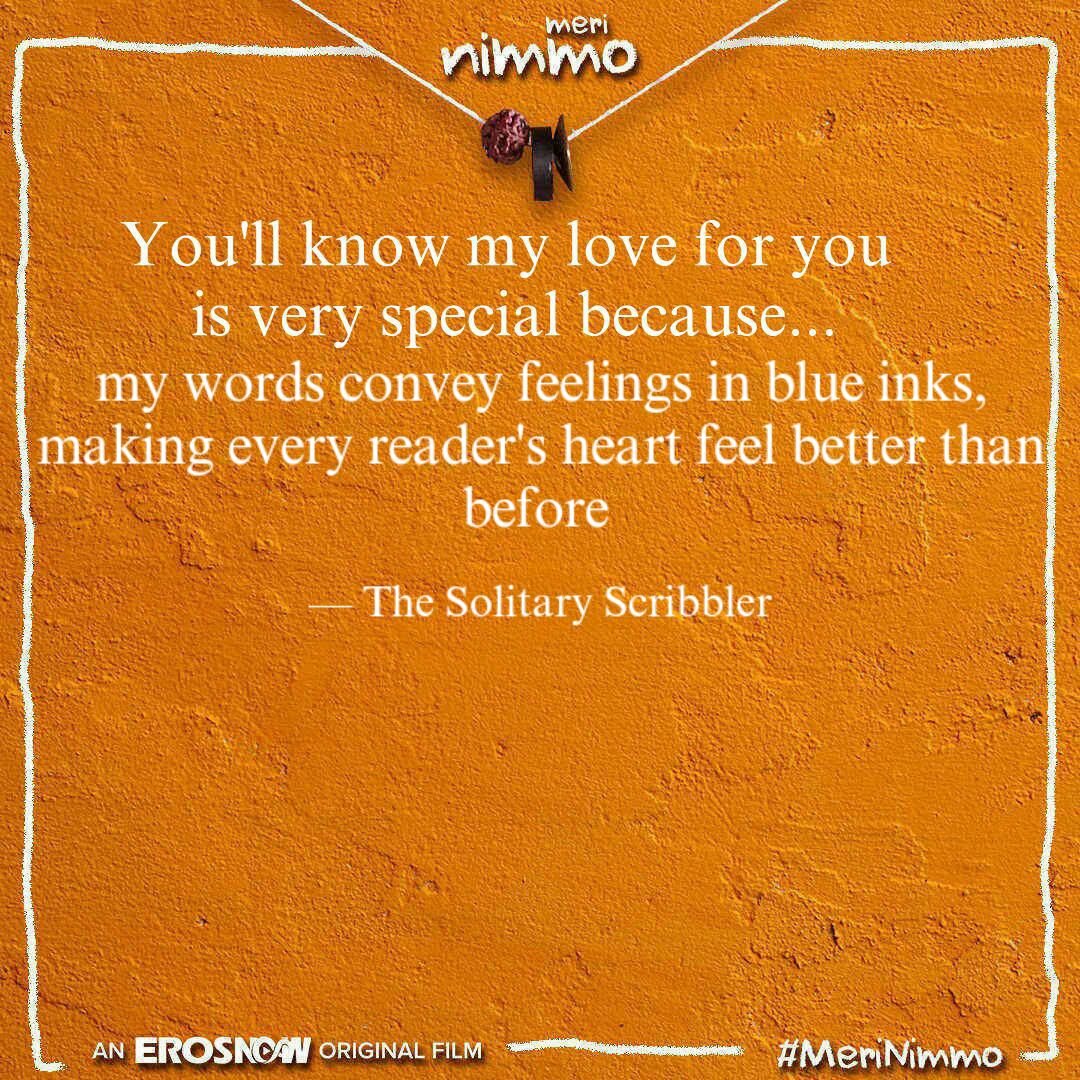 meri
nimmo
You'll know my love for you
is very special because...
my words convey feelings in blue inks,
making every reader's heart feel better than
before
— The Solitary Scribbler
AN EROSNOW ORIGINAL FILM
#MeriNimmo